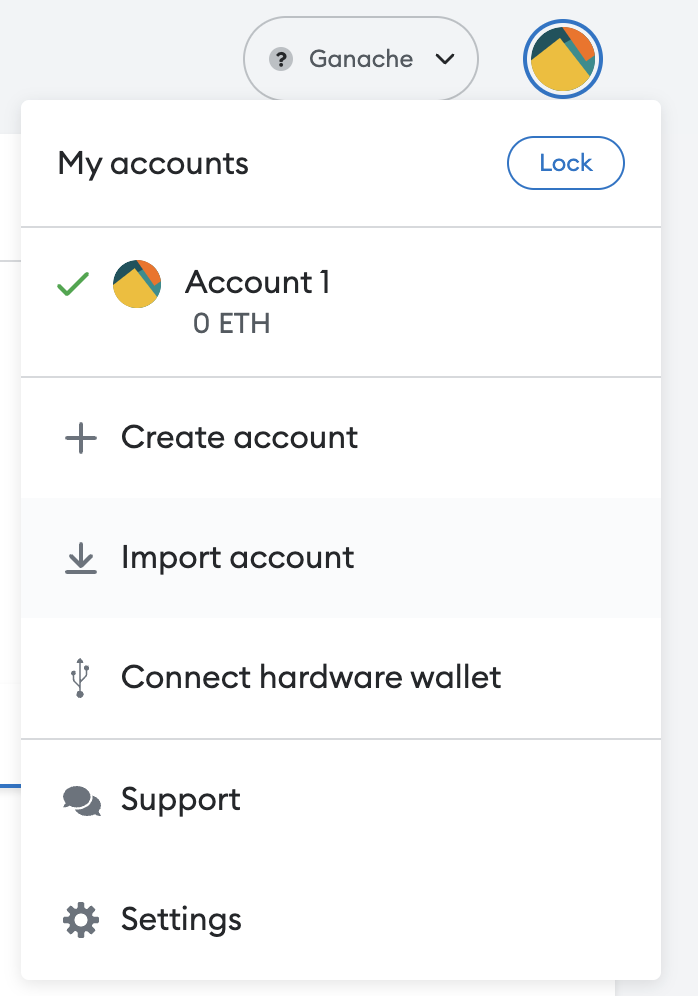 ? Ganache
My accounts Lock
Account 1
0 ETH
Create account
Import account
Connect hardware wallet
Support
Settings